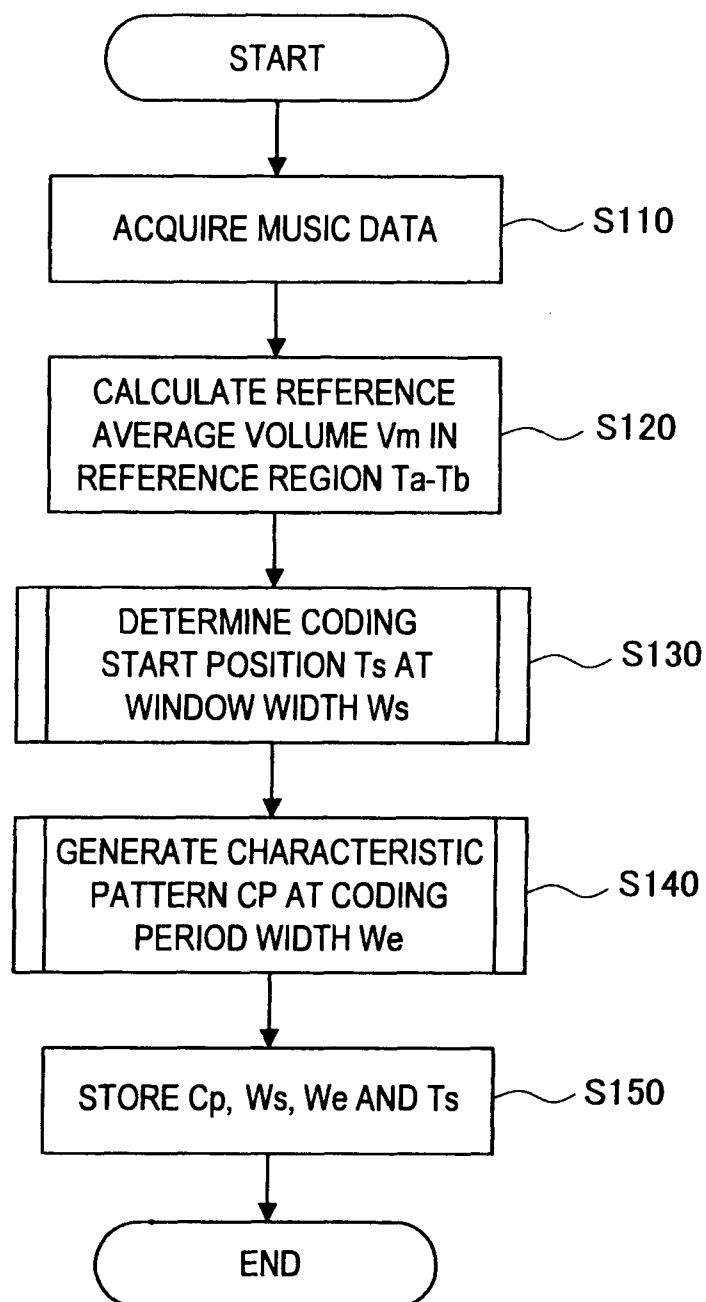 START
ACQUIRE MUSIC DATA
S110
CALCULATE REFERENCE
AVERAGE VOLUME Vm IN
REFERENCE REGION Ta-Tb
S120
DETERMINE CODING
START POSITION Ts AT
WINDOW WIDTH Ws
S130
GENERATE CHARACTERISTIC
PATTERN CP AT CODING
PERIOD WIDTH We
S140
STORE Cp, Ws, We AND Ts
S150
END